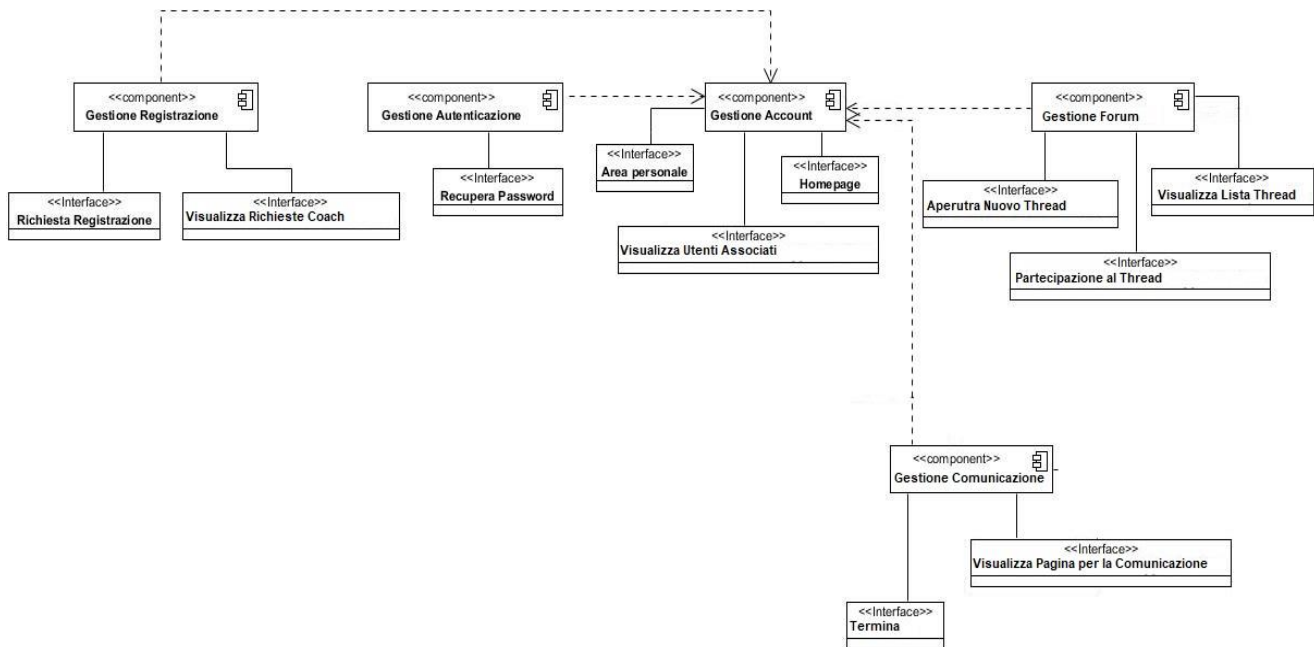 <<component>>
Gestione Registrazione
<<component>>
Gestione Autenticazione
<<component>>
Gestione Account
<<component>>
Gestione Forum
<<Interface>>
Richiesta Registrazione
<<Interface>>
Visualizza Richieste Coach
<<Interface>>
Recupera Password
<<Interface>>
Area personale
<<Interface>>
Homepage
<<Interface>>
Visualizza Utenti Associati
<<Interface>>
Aperutra Nuovo Thread
<<Interface>>
Visualizza Lista Thread
<<Interface>>
Partecipazione al Thread
<<component>>
Gestione Comunicazione
<<Interface>>
Visualizza Pagina per la Comunicazione
<<Interface>>
Termina